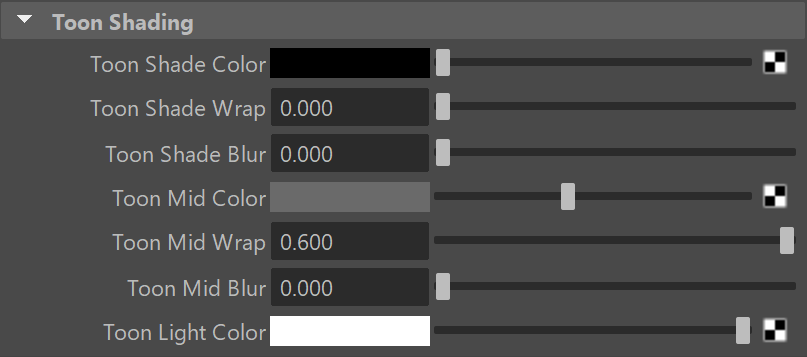 Toon Shading
Toon Shade Color
Toon Shade Wrap 0.000
Toon Shade Blur 0.000
Toon Mid Color
Toon Mid Wrap 0.600
Toon Mid Blur 0.000
Toon Light Color